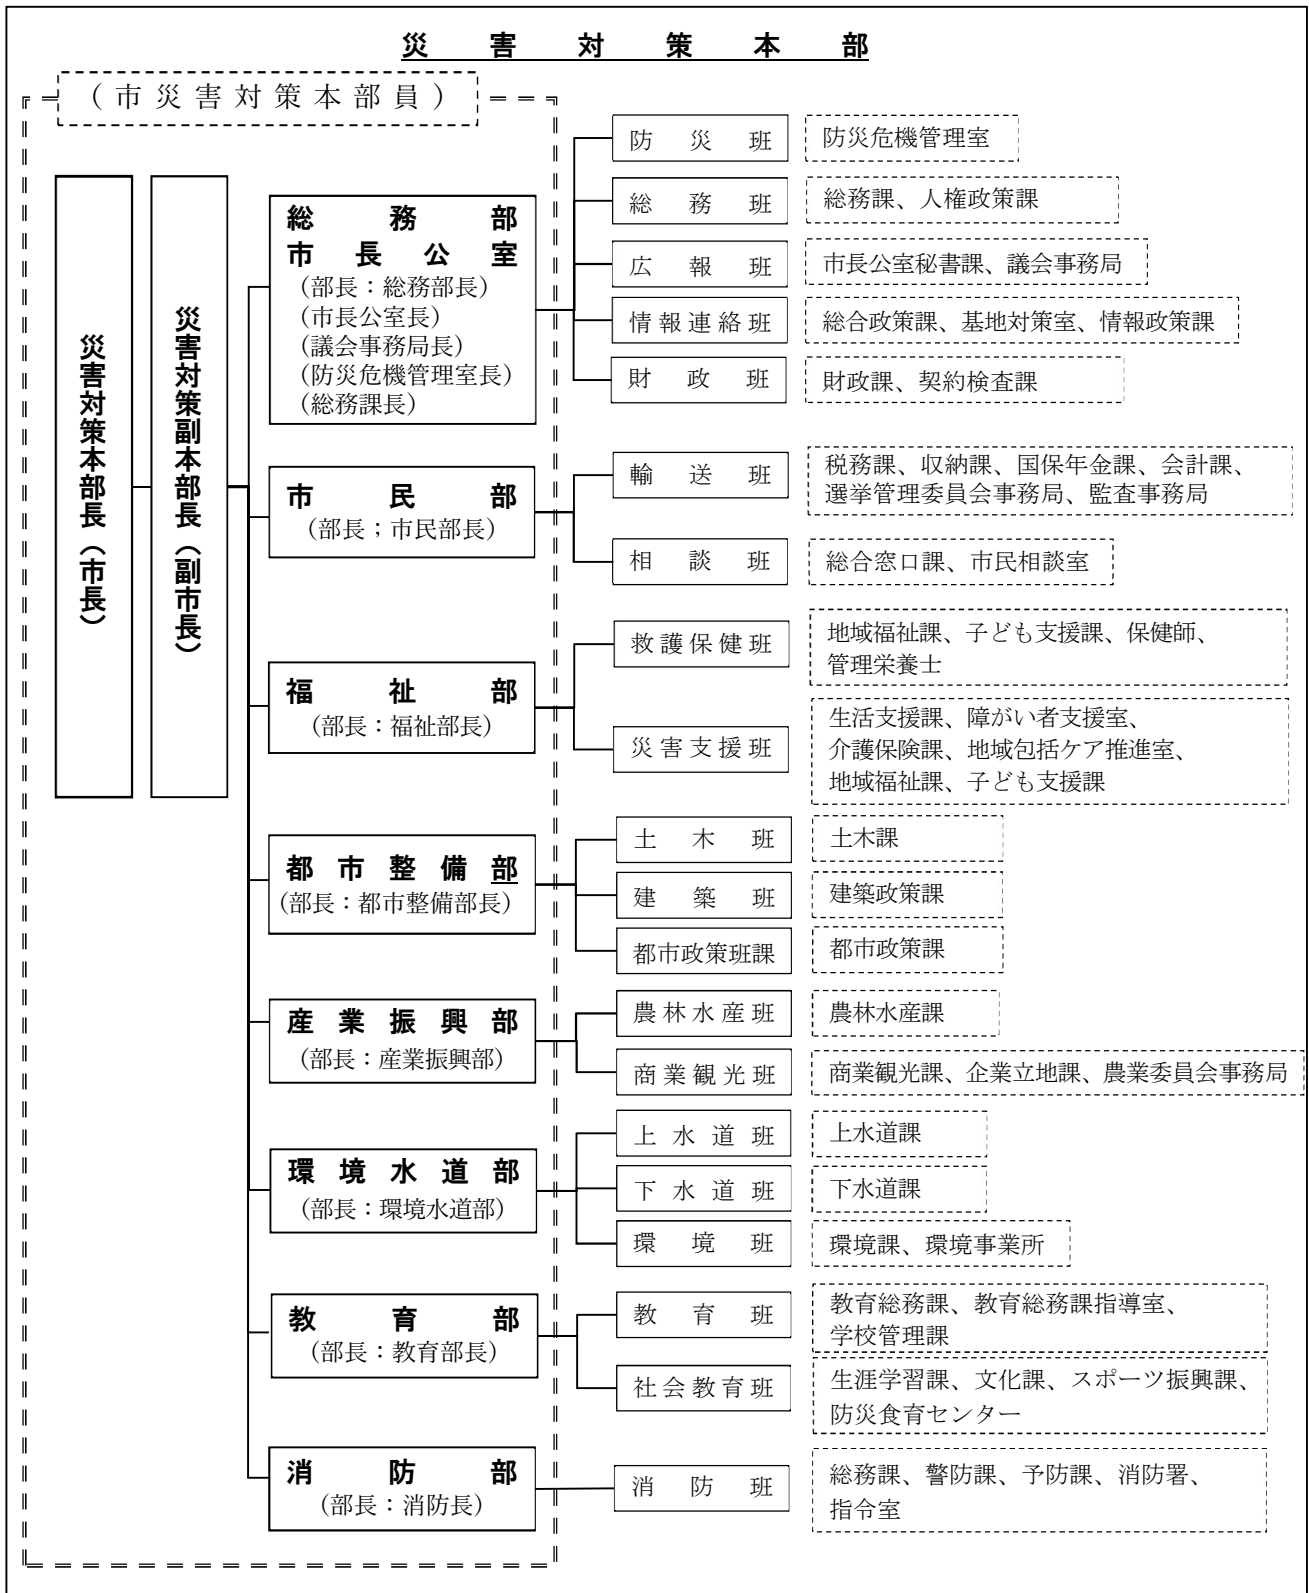 災害対策本部
(市災害対策本部員)
災害対策本部長(市長)
災害対策副本部長(副市長)
総務部
市長公室
(部長：総務部長)
(市長公室長)
(議会事務局長)
(防災危機管理室長)
(総務課長)
防災班
防災危機管理室
総務班
総務課、人権政策課
広報班
市長公室秘書課、議会事務局
情報連絡班
総合政策課、基地対策室、情報政策課
財政班
財政課、契約検査課
市民部
(部長；市民部長)
輸送班
税務課、収納課、国保年金課、会計課、
選挙管理委員会事務局、監査事務局
相談班
総合窓口課、市民相談室
福祉部
(部長：福祉部長)
救護保健班
地域福祉課、子ども支援課、保健師、
管理栄養士
災害支援班
生活支援課、障がい者支援室、
介護保険課、地域包括ケア推進室、
地域福祉課、子ども支援課
都市整備部
(部長：都市整備部長)
土木班
土木課
建築班
建築政策課
都市政策班課
都市政策課
産業振興部
(部長：産業振興部)
農林水産班
農林水産課
商業観光班
商業観光課、企業立地課、農業委員会事務局
環境水道部
(部長：環境水道部)
上水道班
上水道課
下水道班
下水道課
環境班
環境課、環境事業所
教育部
(部長：教育部長)
教育班
教育総務課、教育総務課指導室、
学校管理課
社会教育班
生涯学習課、文化課、スポーツ振興課、
防災食育センター
消防部
(部長：消防長)
消防班
総務課、警防課、予防課、消防署、
指令室